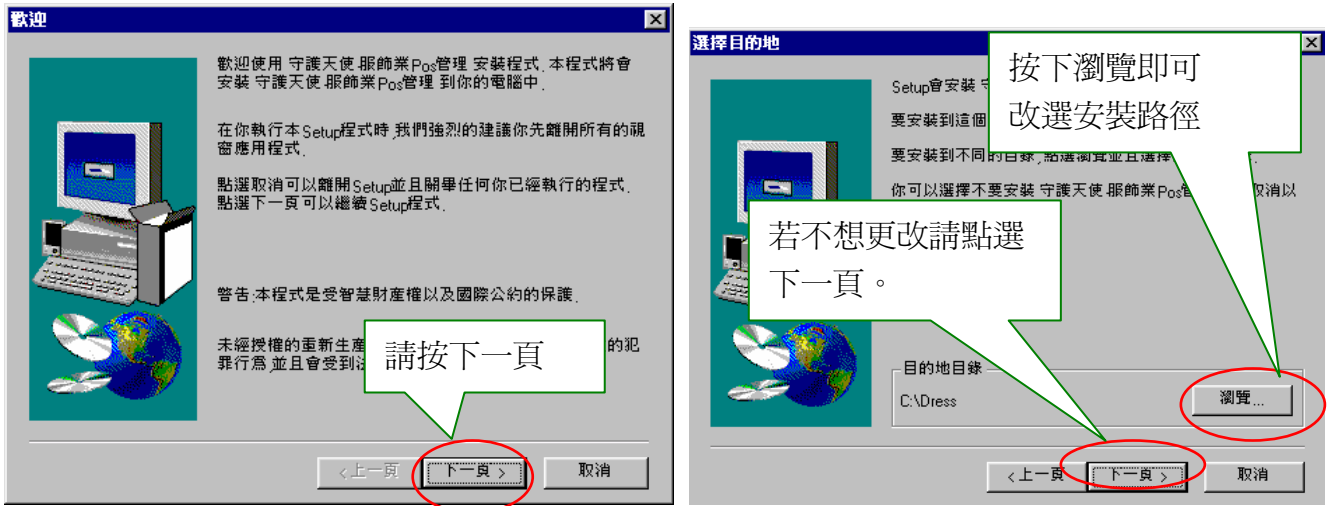 歡迎
歡迎使用 守護天使-服飾業Pos管理 安裝程式. 本程式將會
安裝 守護天使-服飾業Pos管理 到你的電腦中.
在你執行本Setup程式時,我們強烈的建議你先離開所有的視
窗應用程式.
點選取消可以離開Setup並且關畢任何你已經執行的程式.
點選下一頁可以繼續Setup程式.
警告:本程式是受智慧財產權以及國際公約的保護.
未經授權的重新生產
的犯
罪行為,並且會受到法
請按下一頁
<上一頁
下一頁 >
取消
選擇目的地
Setup會安裝
要安裝到這個
要安裝到不同的目錄,點選瀏覽並且選擇
你可以選擇不要安裝 守護天使-服飾業Pos管
取消以
按下瀏覽即可
改選安裝路徑
若不想更改請點選
下一頁。
目的地目錄
C:\Dress
瀏覽...
<上一頁
下一頁 >
取消